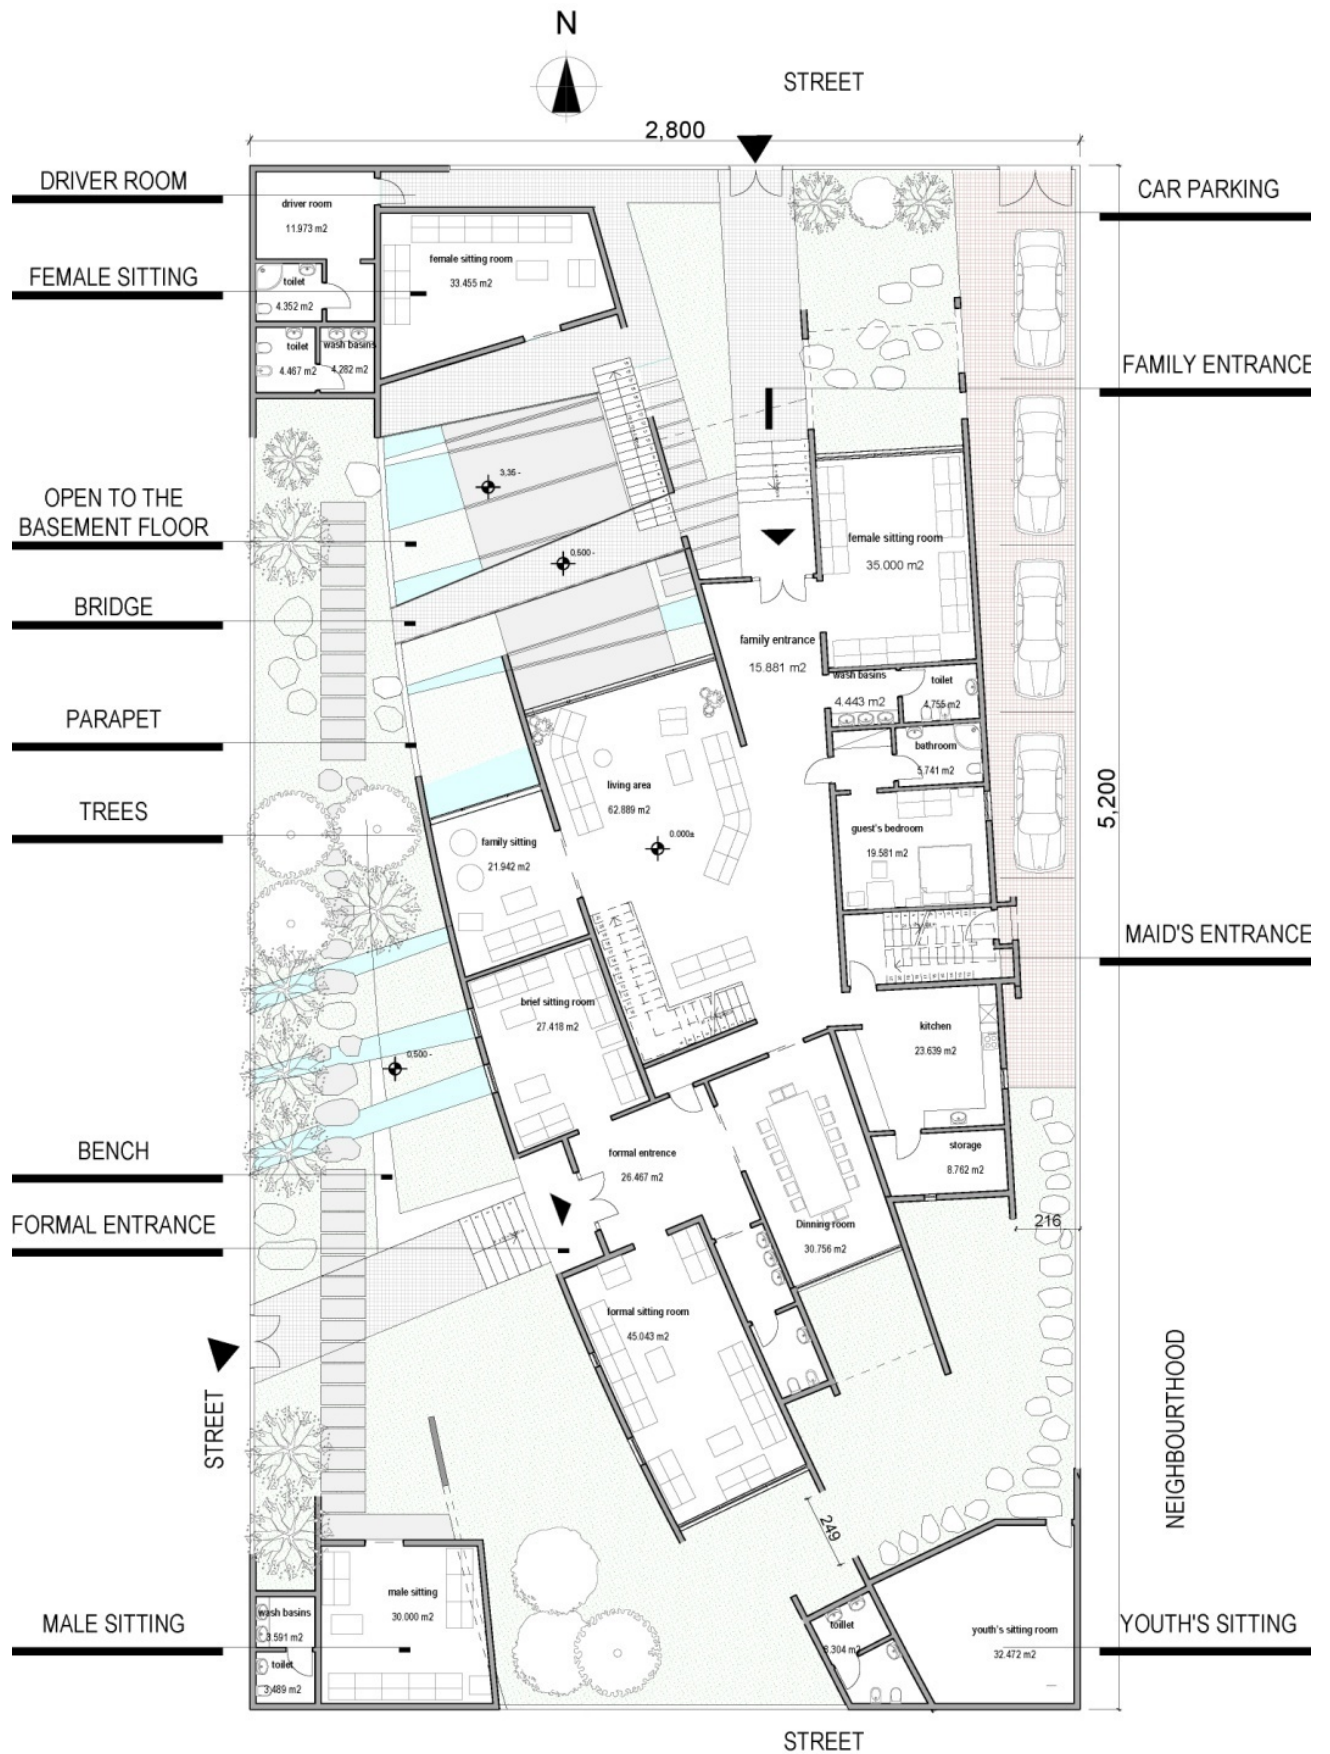 N
STREET
2,800
DRIVER ROOM
FEMALE SITTING
OPEN TO THE
BASEMENT FLOOR
BRIDGE
PARAPET
TREES
BENCH
FORMAL ENTRANCE
MALE SITTING
CAR PARKING
FAMILY ENTRANCE
MAID'S ENTRANCE
YOUTH'S SITTING
5,200
NEIGHBOURTHOOD
STREET
STREET
driver room
11.973 m2
toilet
4.352 m2
toilet
4.467 m2
wash basins
4.282 m2
female sitting room
33.455 m2
3,35 -
0,500 -
female sitting room
35.000 m2
family entrance
15.881 m2
wash basins
4.443 m2
toilet
4.755 m2
bathroom
5.741 m2
living area
62.889 m2
0.000±
guest's bedroom
19.581 m2
family sitting
21.942 m2
brief sitting room
27.418 m2
0,500 -
kitchen
23.639 m2
storage
8.762 m2
formal entrence
26.467 m2
Dinning room
30.756 m2
216
formal sitting room
45.043 m2
249
male sitting
30.000 m2
wash basins
3.591 m2
toilet
3.489 m2
toillet
youth's sitting room
32.472 m2